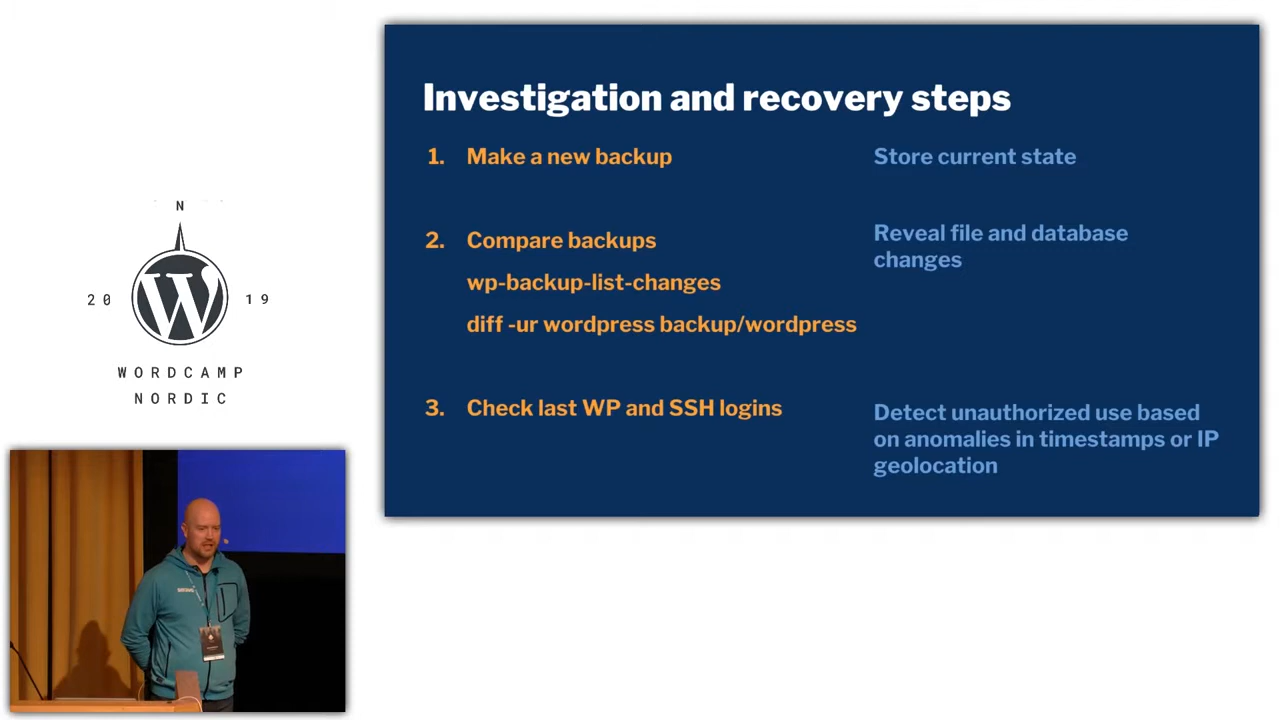 Investigation and recovery steps
1. Make a new backup
Store current state
2. Compare backups
wp-backup-list-changes
diff -ur wordpress backup/wordpress
Reveal file and database
changes
3. Check last WP and SSH logins
Detect unauthorized use based
on anomalies in timestamps or IP
geolocation
N
W
20 19
WORDCAMP
NORDIC